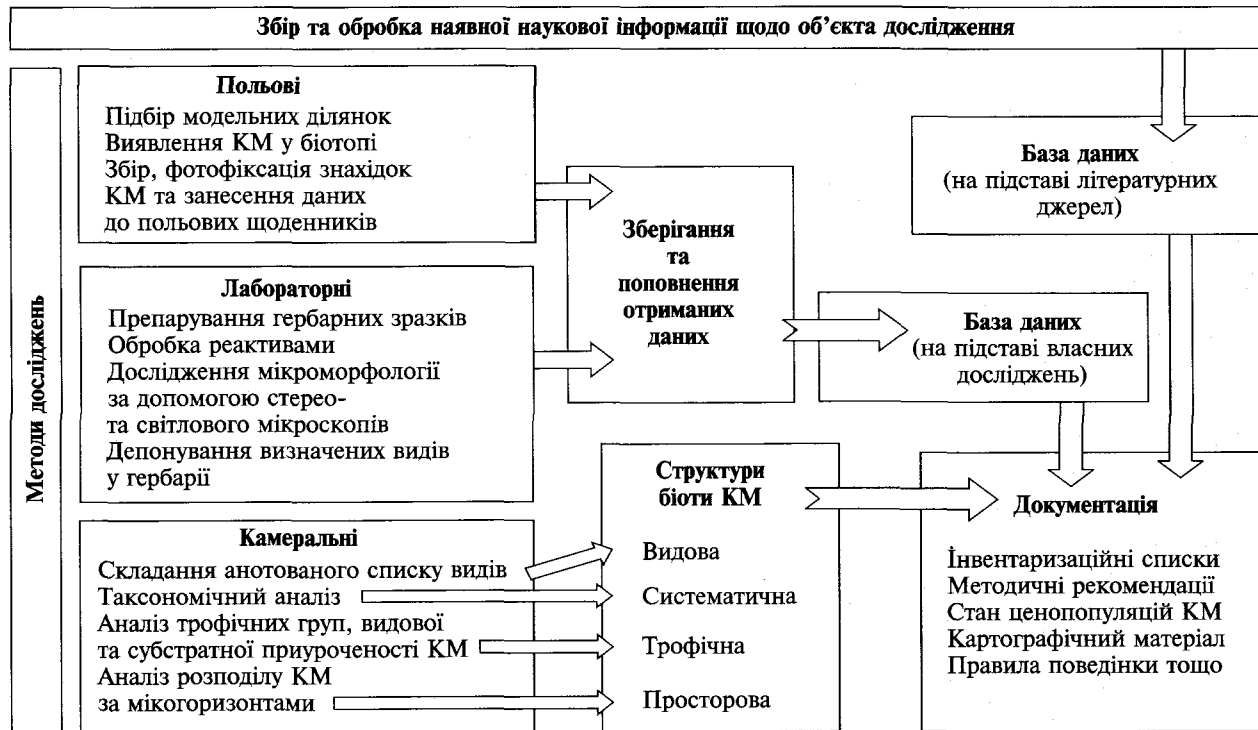 Збір та обробка наявної наукової інформації щодо об’єкта дослідження
Методи досліджень
Польові
Підбір модельних ділянок
Виявлення КМ у біотопі
Збір, фотофіксація знахідок
КМ та занесення даних
до польових щоденників
Лабораторні
Препарування гербарних зразків
Обробка реактивами
Дослідження мікроморфології
за допомогою стерео-
та світлового мікроскопів
Депонування визначених видів
у гербарії
Камеральні
Складання анотованого списку видів
Таксономічний аналіз
Аналіз трофічних груп, видової
та субстратної приуроченості КМ
Аналіз розподілу КМ
за мікогоризонтами
Зберігання
та
поповнення
отриманих
даних
Структури
біоти КМ
Видова
Систематична
Трофічна
Просторова
База даних
(на підставі літературних
джерел)
База даних
(на підставі власних
досліджень)
Документація
Інвентаризаційні списки
Методичні рекомендації
Стан ценопопуляцій КМ
Картографічний матеріал
Правила поведінки тощо